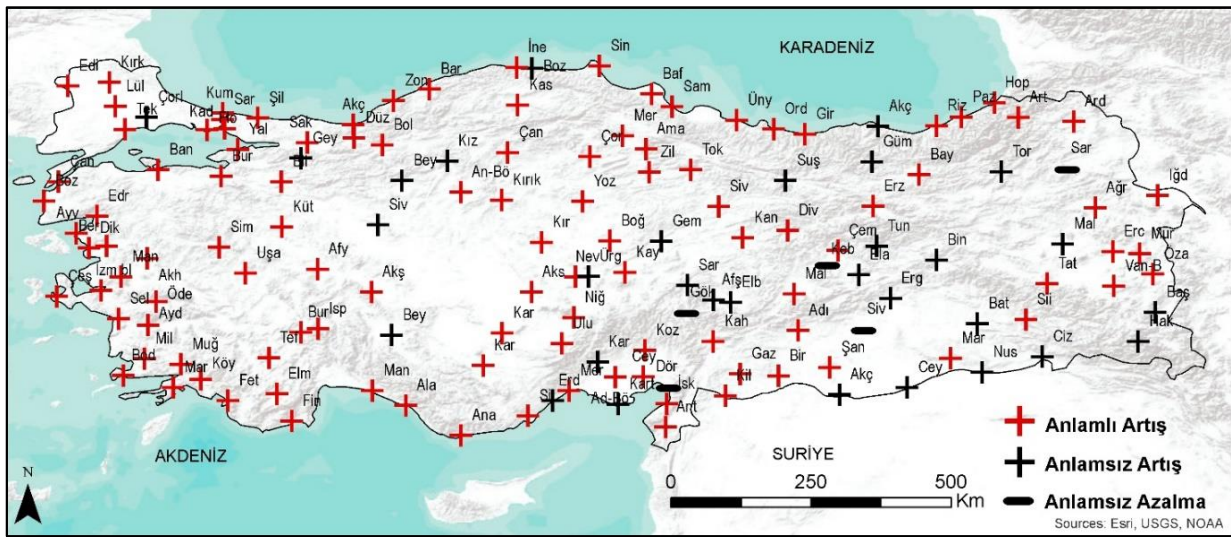 KARADENİZ
Edi
Kırk
Lül
Tek
Çorl
Kad
Kum
Sar
Şil
Yal
Sak
Gey
Akç
Düz
Bol
Zon
Bar
İne
Boz
Kas
Sin
Baf
Sam
Mer
Ama
Çor
Zil
Tok
Üny
Ord
Gir
Akç
Güm
Riz
Paz
Hop
Art
Ard
Çan
Ban
Bur
Kız
Çan
Bey
An-Bö
Kırık
Yoz
Suş
Bay
Tor
Sar
Iğd
Ağr
Ayv
Edr
Dik
Küt
Siv
Sim
Uşa
Afy
Akş
Kır
Boğ
Gem
Siv
Kan
Div
Erz
Tun
Çem
Keb
Ela
Bin
Mal
Erc
Mur
Öza
Van-B
Tat
Man
Akh
Izm
Çeş
Öde
Sel
Ayd
Mil
Bod
Muğ
Mar
Köy
Fet
Elm
Fin
Tef
Bur
Isp
Bey
Man
Ala
Ana
Aks
Nev
Ürg
Kay
Niğ
Ulu
Kar
Kar
Kar
Sar
Göl
Afş
Elb
Kah
Koz
Mal
Adı
Erg
Siv
Bat
Sii
Baş
Hak
Mar
Ciz
Nus
Cey
Akç
Şan
Bir
Gaz
Kil
Dör
İsk
Ant
Cey
Kart
Mer
Erd
Sil
Ad-Bö
AKDENİZ
SURİYE
N
0 250 500
Km
Anlamlı Artış
Anlamsız Artış
Anlamsız Azalma
Sources: Esri, USGS, NOAA